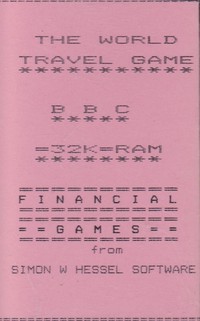 THE WORLD
TRAVEL GAME
***********
B B C
*****
=32K=RAM
********
===========
FINANCIAL
===========
==GAMES==
===========
from
SIMON W HESSEL SOFTWARE